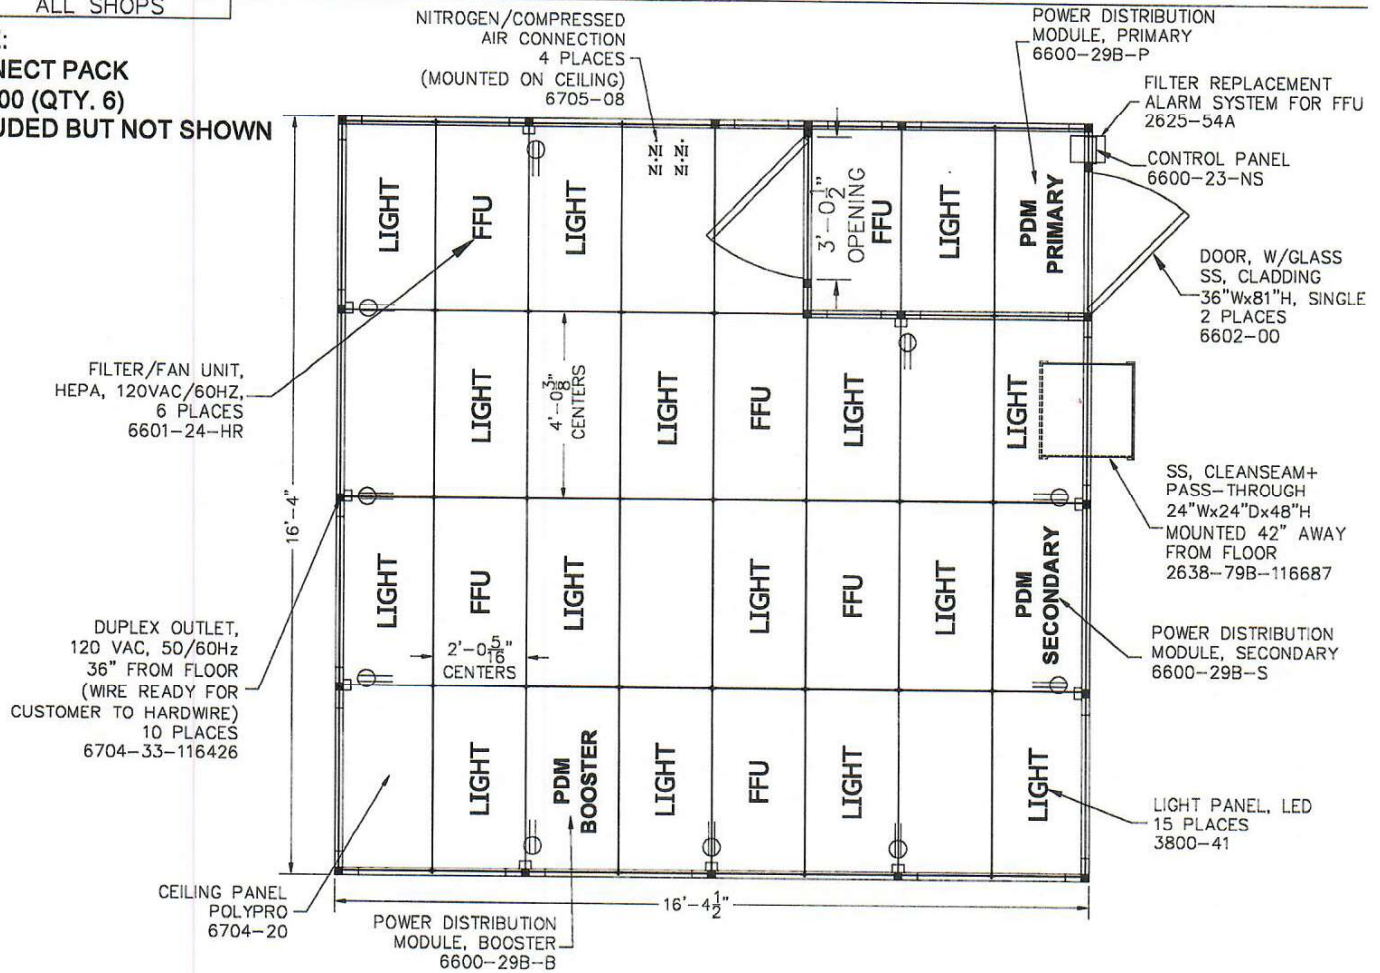 ALL SHOPS
E:
NECT PACK
00 (QTY. 6)
UDED BUT NOT SHOWN
NITROGEN/COMPRESSED
AIR CONNECTION
4 PLACES
(MOUNTED ON CEILING)
6705-08
POWER DISTRIBUTION
MODULE, PRIMARY
6600-29B-P
FILTER REPLACEMENT
ALARM SYSTEM FOR FFU
2625-54A
CONTROL PANEL
6600-23-NS
DOOR, W/GLASS
SS, CLADDING
36"Wx81"H, SINGLE
2 PLACES
6602-00
LIGHT
FFU
LIGHT
NI NI
NI NI
3'-0 1/2"
OPENING
FFU
LIGHT
PDM
PRIMARY
FILTER/FAN UNIT,
HEPA, 120VAC/60HZ,
6 PLACES
6601-24-HR
16'-4"
LIGHT
4'-0 3/8"
CENTERS
LIGHT
FFU
LIGHT
LIGHT
SS, CLEANSEAM+
PASS-THROUGH
24"Wx24"Dx48"H
MOUNTED 42" AWAY
FROM FLOOR
2638-79B-116687
LIGHT
FFU
LIGHT
LIGHT
FFU
LIGHT
PDM
SECONDARY
2'-0 5/16"
CENTERS
DUPLEX OUTLET,
120 VAC, 50/60Hz
36" FROM FLOOR
(WIRE READY FOR
CUSTOMER TO HARDWIRE)
10 PLACES
6704-33-116426
POWER DISTRIBUTION
MODULE, SECONDARY
6600-29B-S
LIGHT
PDM
BOOSTER
LIGHT
FFU
LIGHT
LIGHT
LIGHT PANEL, LED
15 PLACES
3800-41
CEILING PANEL
POLYPRO
6704-20
16'-4 1/2"
POWER DISTRIBUTION
MODULE, BOOSTER
6600-29B-B